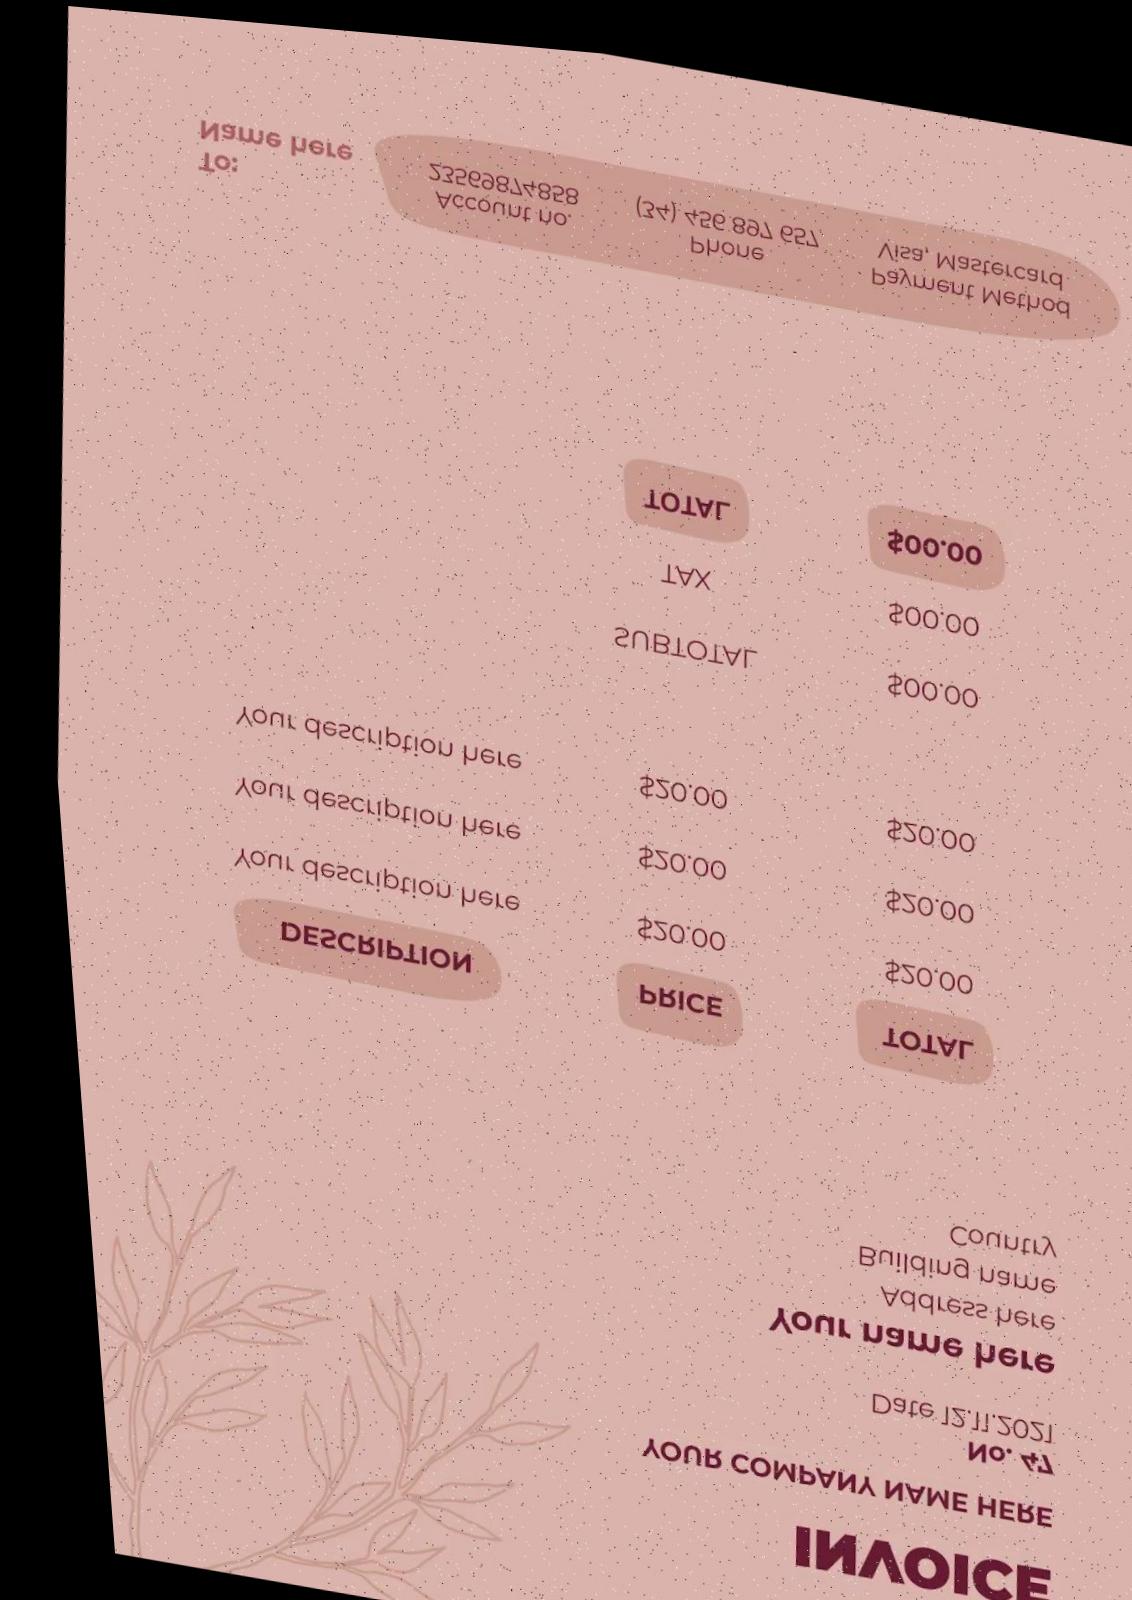 INVOICE
YOUR COMPANY NAME HERE
No. 47
Date 12.11.2021
Your name here
Address here
Building name
Country
DESCRIPTION PRICE TOTAL
Your description here $20.00 $20.00
Your description here $20.00 $20.00
Your description here $20.00 $20.00
SUBTOTAL $00.00
TAX $00.00
TOTAL $00.00
Payment Method
Visa, Mastercard
Phone
(34) 456 897 657
Account no.
23569874858
To:
Name here